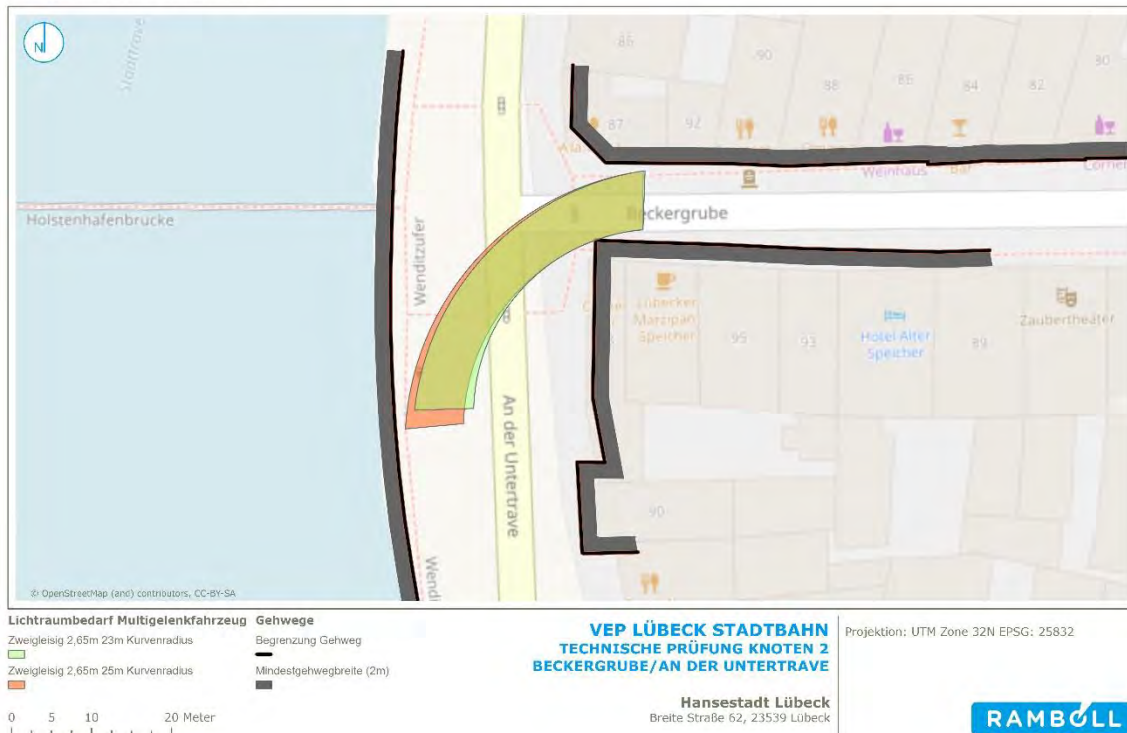 N
Stadttrave
86
90
88
86
84
82
80
87
92
Weinhaus
Bar
Corner
Holstenhafenbrücke
Beckergrube
Wenditzufer
Lübecker
Marzipan
Speicher
95
93
Hotel Alter
Speicher
89
Zaubertheater
An der Untertrave
90
© OpenStreetMap (and) contributors, CC-BY-SA
Lichtraumbedarf Multigelenkfahrzeug
Zweigleisig 2,65m 23m Kurvenradius
Zweigleisig 2,65m 25m Kurvenradius
0 5 10 20 Meter
Gehwege
Begrenzung Gehweg
Mindestgehwegbreite (2m)
VEP LÜBECK STADTBAHN
TECHNISCHE PRÜFUNG KNOTEN 2
BECKERGRUBE/AN DER UNTERTRAVE
Hansestadt Lübeck
Breite Straße 62, 23539 Lübeck
Projektion: UTM Zone 32N EPSG: 25832
RAMBOLL